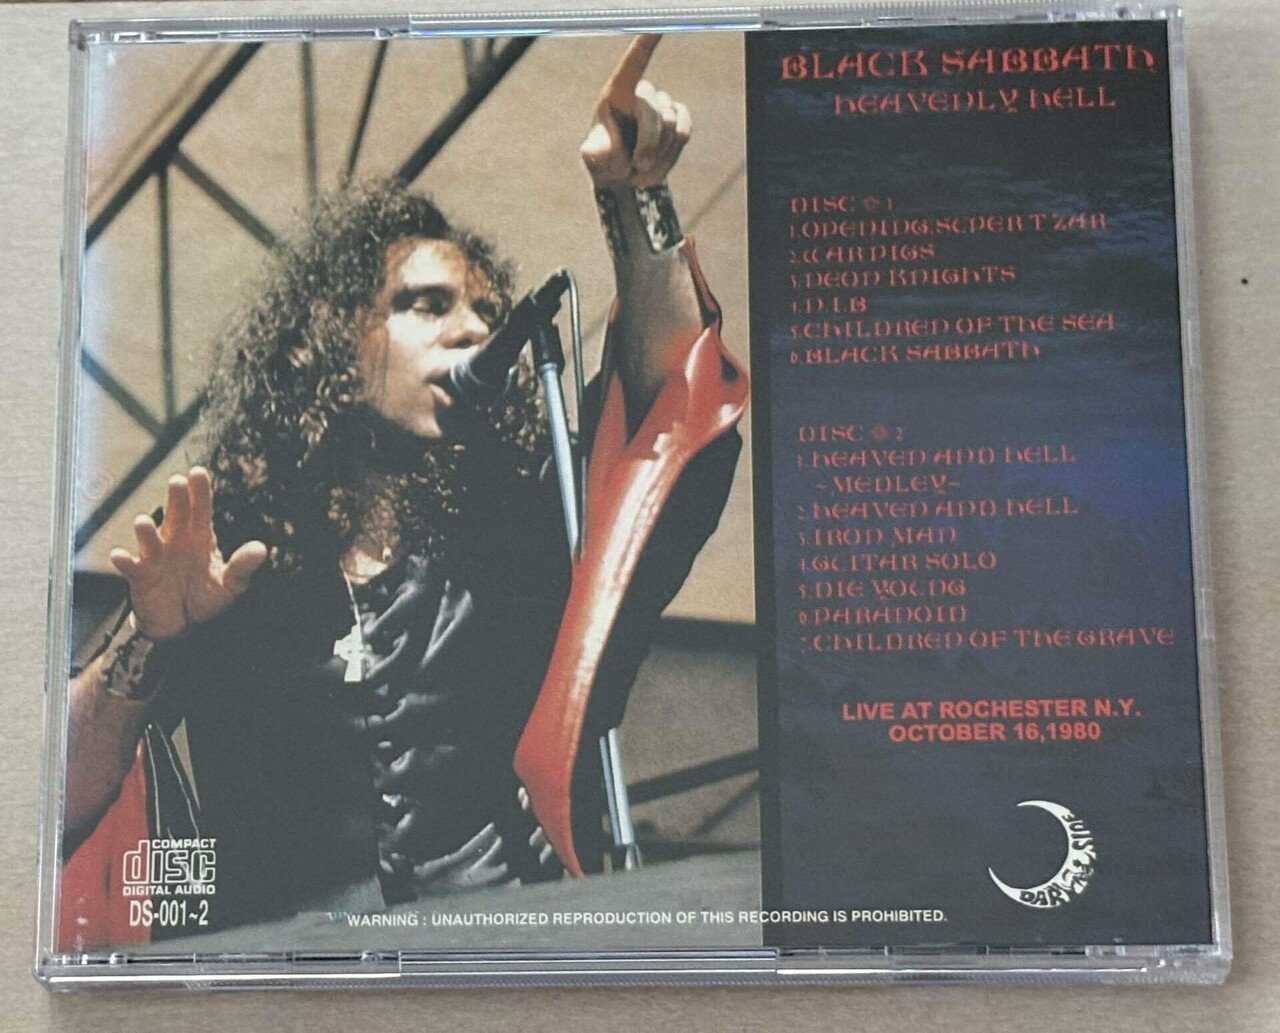 BLACK SABBATH
HEAVENLY HELL
DISC 1
1.OPENING.SUPERTZAR
2.WAR PIGS
3.NEON KNIGHTS
4.N.I.B
5.CHILDREN OF THE SEA
6.BLACK SABBATH
DISC 2
1.HEAVEN AND HELL
~MEDLEY~
2.HEAVEN AND HELL
3.IRON MAN
4.GUITAR SOLO
5.DIE YOUNG
6.PARANOID
7.CHILDREN OF THE GRAVE
LIVE AT ROCHESTER N.Y.
OCTOBER 16,1980
DARK SIDE
COMPACT
disc
DIGITAL AUDIO
DS-001~2
WARNING : UNAUTHORIZED REPRODUCTION OF THIS RECORDING IS PROHIBITED.